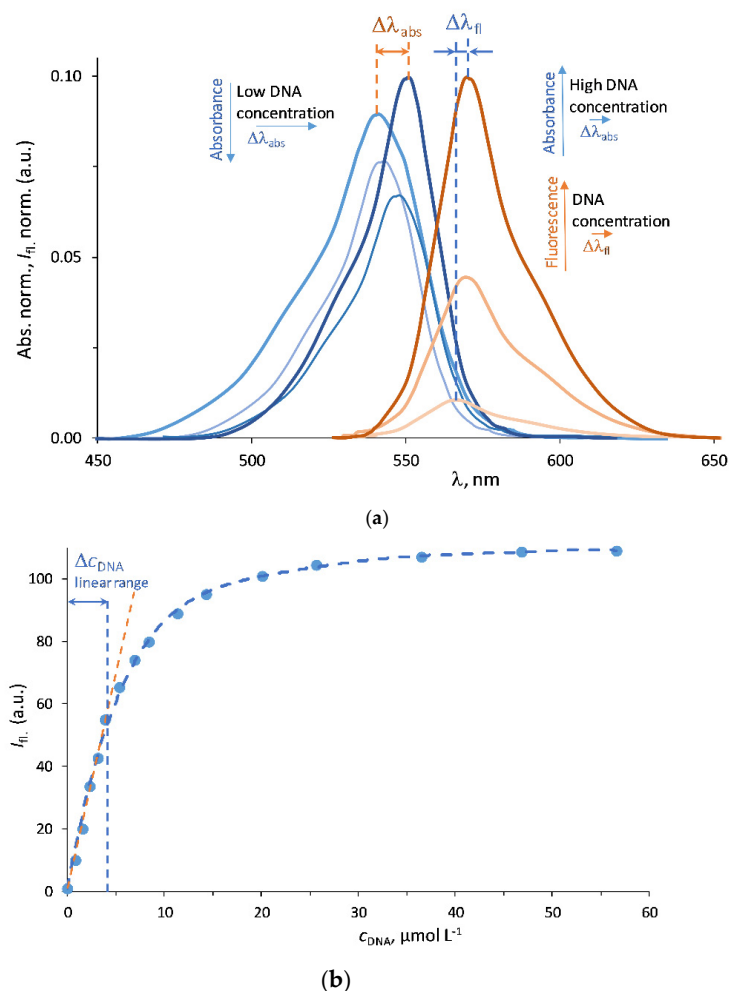 Δλabs
Δλfl
0.10
0.05
0.00
Abs. norm., Ifl. norm. (a.u.)
Absorbance
Low DNA
concentration
Δλabs
Absorbance
High DNA
concentration
Δλabs
Fluorescence
DNA
concentration
Δλfl
450
500
550
600
650
λ, nm
(a)
ΔcDNA
linear range
100
80
60
40
20
0
Ifl. (a.u.)
0
10
20
30
40
50
60
cDNA, µmol L⁻¹
(b)